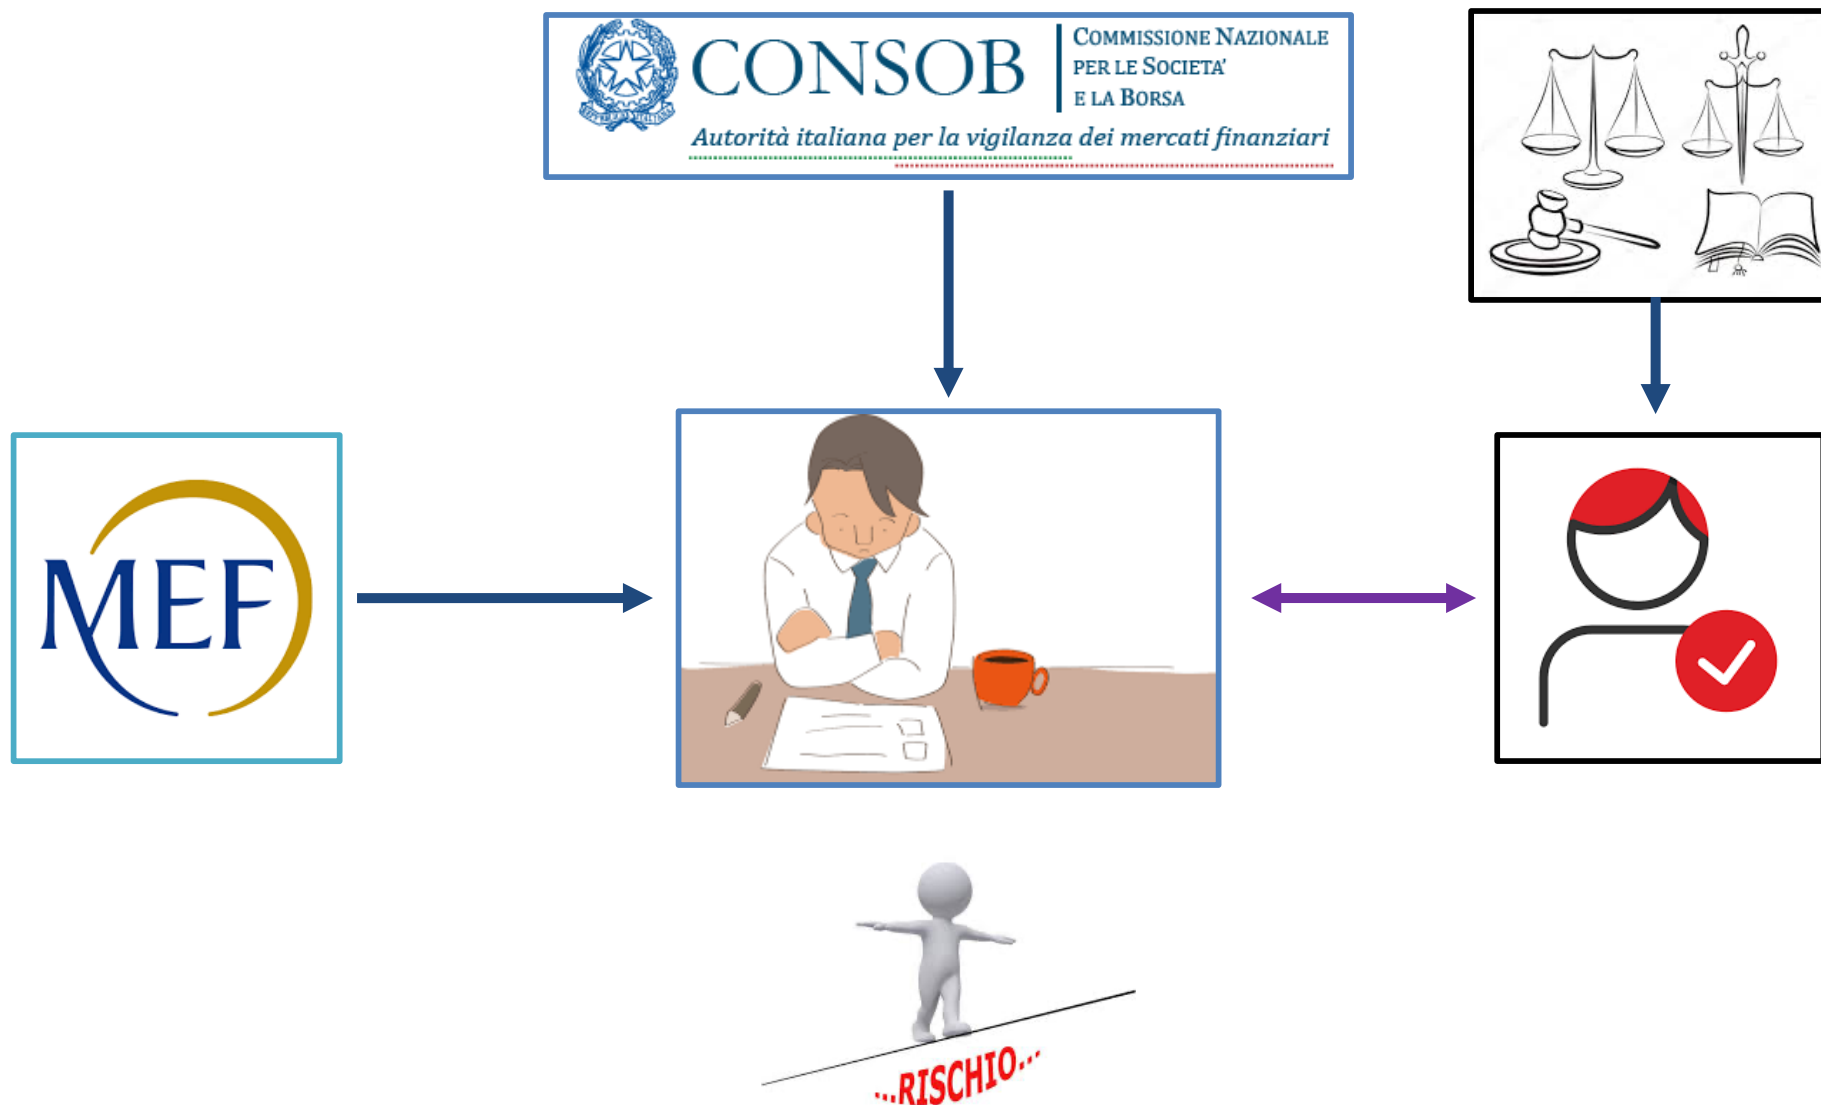 CONSOB
COMMISSIONE NAZIONALE
PER LE SOCIETA'
E LA BORSA
Autorità italiana per la vigilanza dei mercati finanziari
MEF
...RISCHIO...